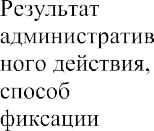 Результат
административ
ного действия,
способ
фиксации